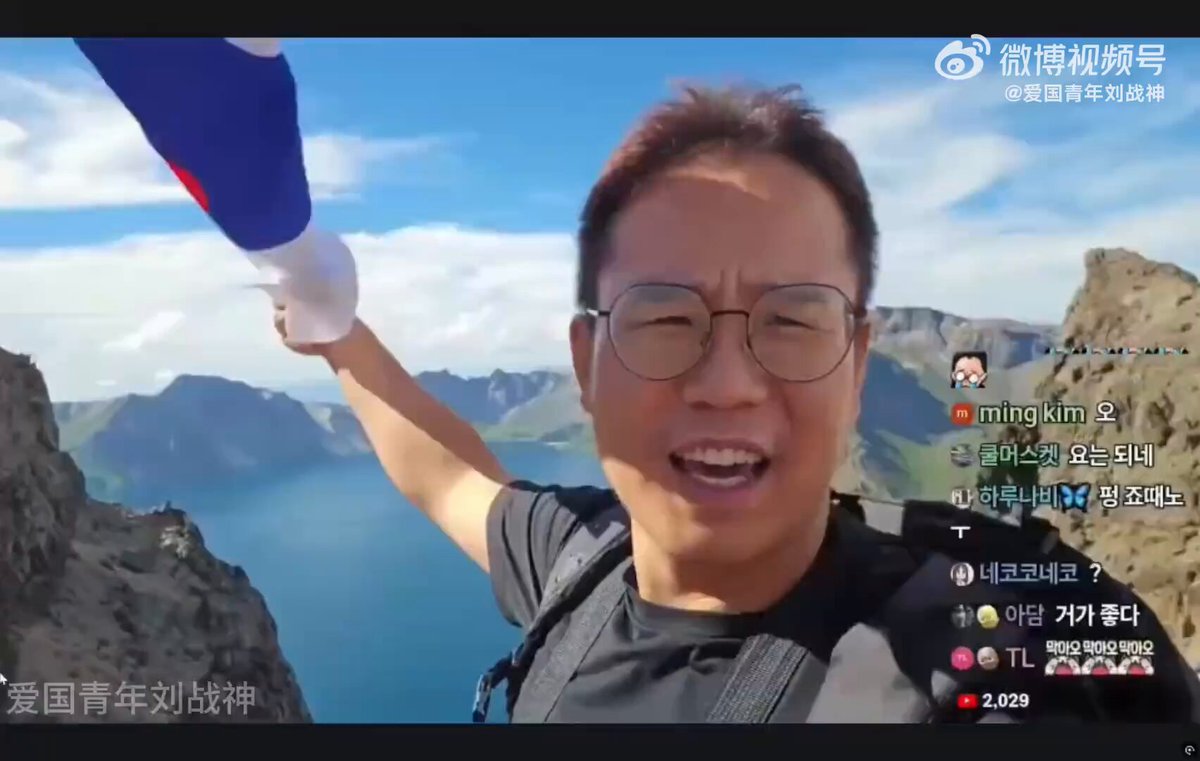 微博视频号
@爱国青年刘战神
ming kim 오
쿨머스켓 요는 되네
하루나비🦋 펑 죠때노
ㅜ
네코코네코 ?
아담 거가 좋다
TL 막아오막아오막아오
2,029
爱国青年刘战神